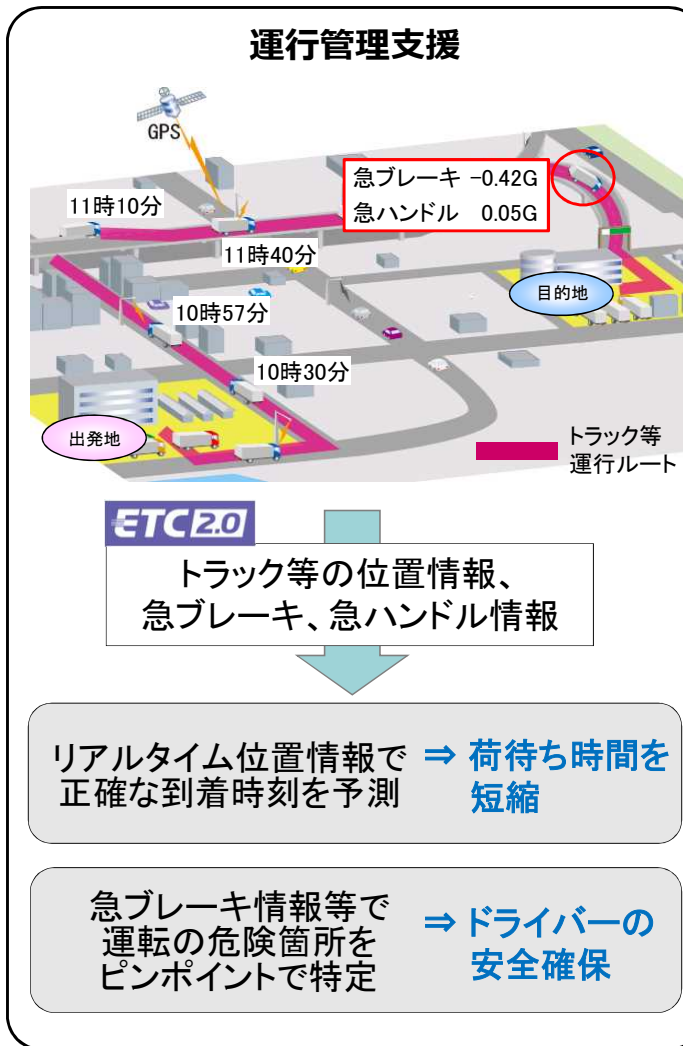 運行管理支援
GPS
急ブレーキ -0.42G
急ハンドル 0.05G
11時10分
11時40分
10時57分
目的地
10時30分
出発地
トラック等
運行ルート
ETC2.0
トラック等の位置情報、
急ブレーキ、急ハンドル情報
リアルタイム位置情報で
正確な到着時刻を予測
⇒ 荷待ち時間を
短縮
急ブレーキ情報等で
運転の危険箇所を
ピンポイントで特定
⇒ ドライバーの
安全確保